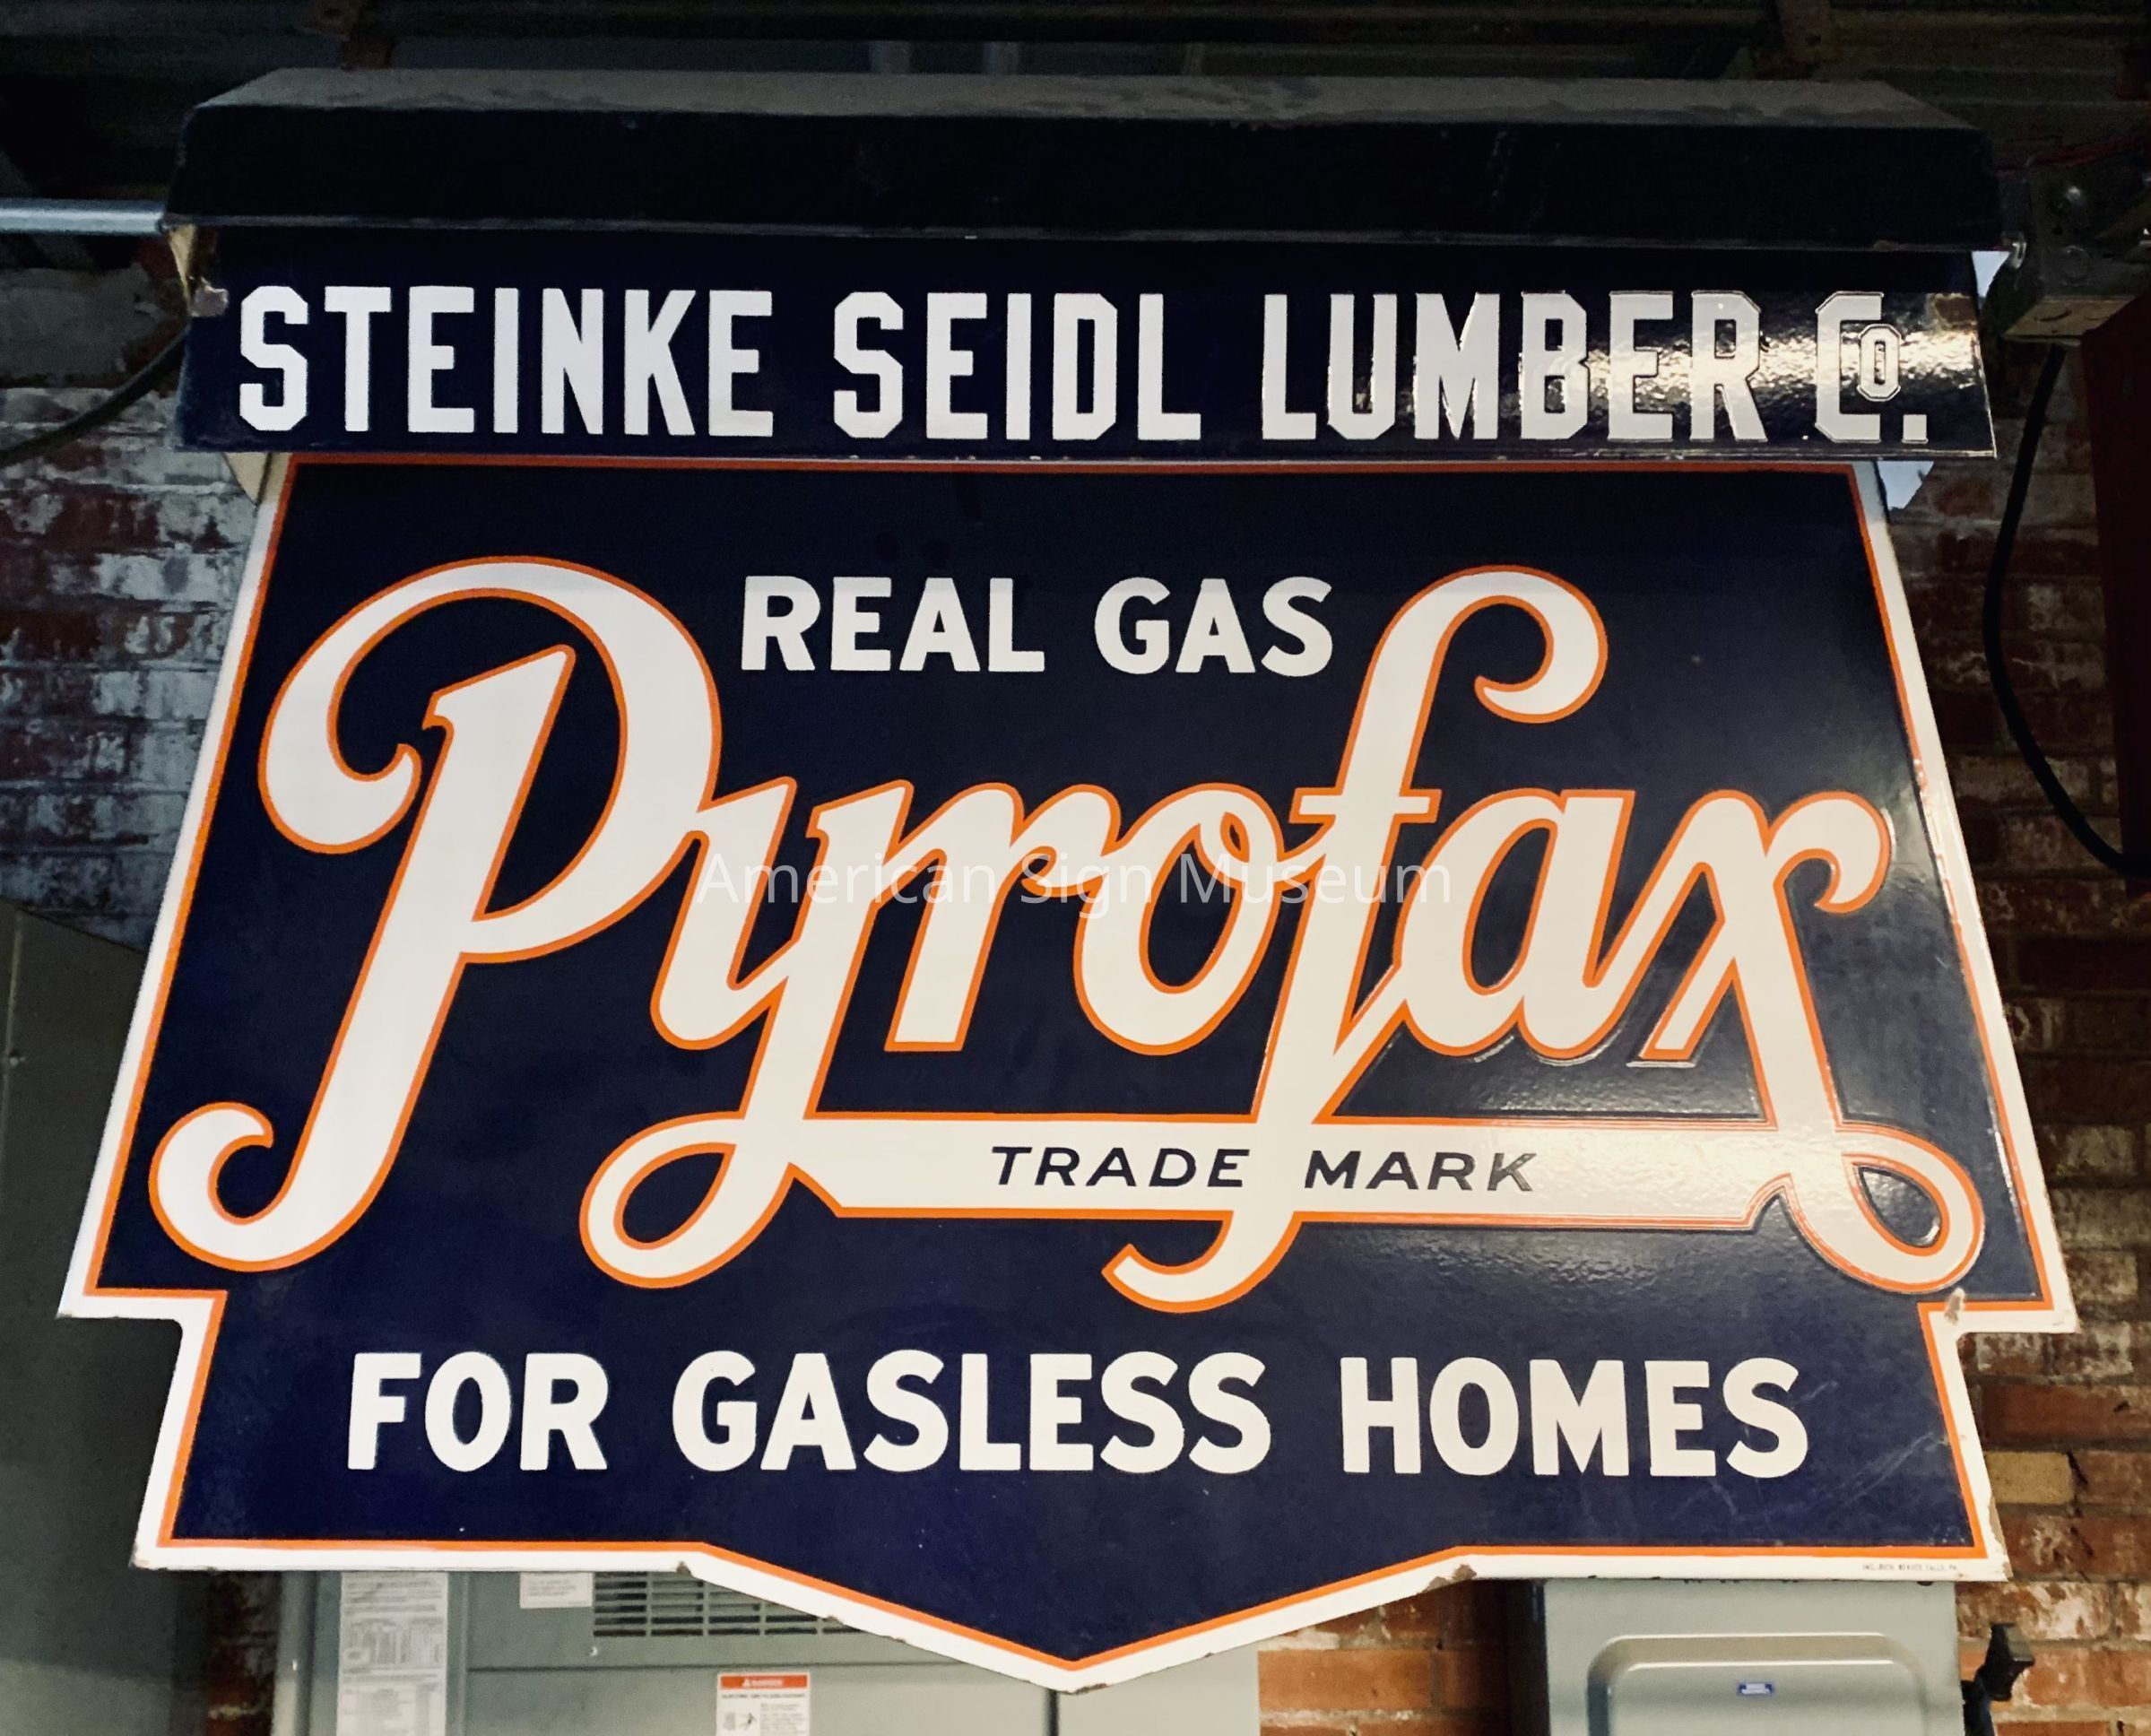 STEINKE SEIDL LUMBER Co.
REAL GAS
Pyrofax
American Sign Museum
TRADE MARK
FOR GASLESS HOMES